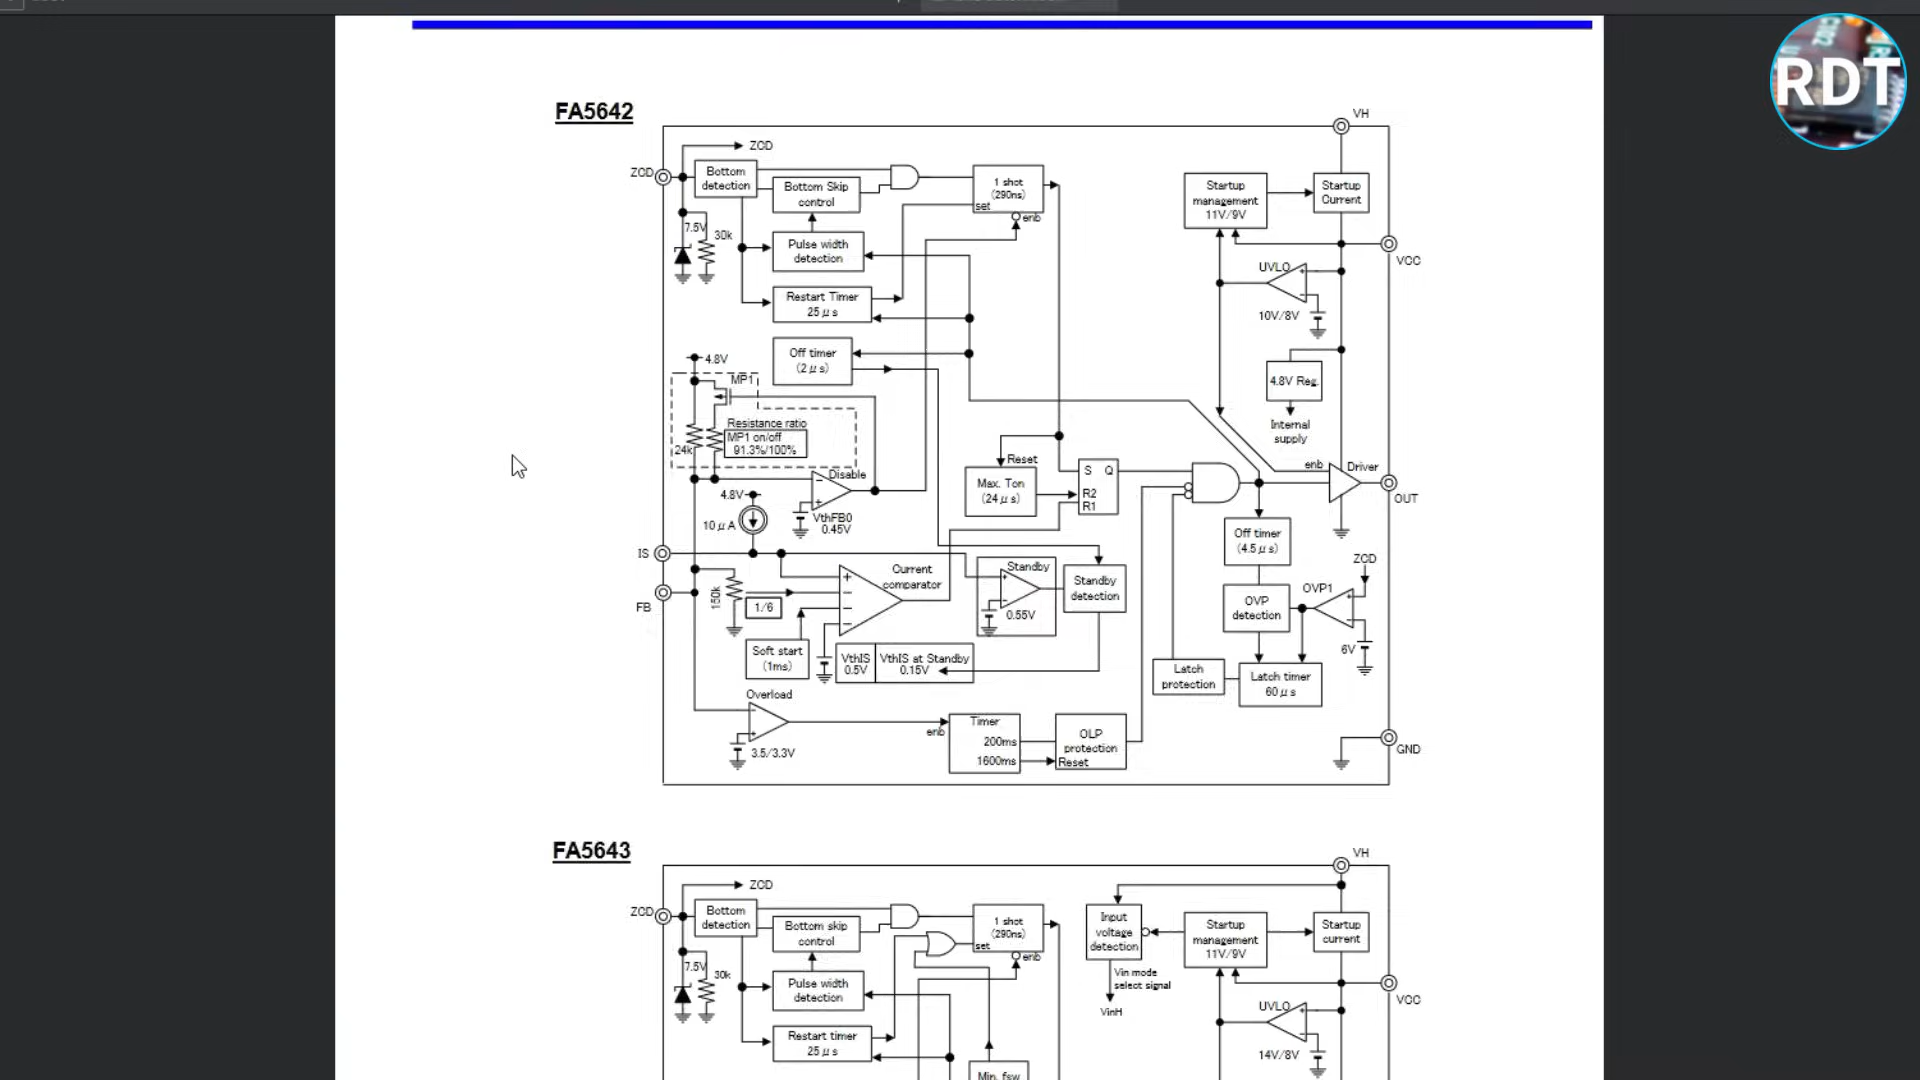 RDT
FA5642
VH
ZCD
ZCD
Bottom
detection
Bottom Skip
control
1 shot
(290ns)
set
enb
Startup
management
11V/9V
Startup
Current
7.5V
30k
Pulse width
detection
VCC
UVLO
10V/8V
Restart Timer
25μs
Off timer
(2μs)
4.8V
MP1
4.8V Reg.
Internal
supply
Resistance ratio
MP1 on/off
91.3%/100%
24k
Disable
4.8V
10μA
VthFB0
0.45V
Reset
Max. Ton
(24μs)
S Q
R2
R1
enb
Driver
OUT
Off timer
(4.5μs)
IS
FB
150k
1/6
Current
comparator
Standby
0.55V
Standby
detection
ZCD
OVP1
OVP
detection
6V
Soft start
(1ms)
VthIS
0.5V
VthIS at Standby
0.15V
Latch
protection
Latch timer
60μs
Overload
3.5/3.3V
enb
Timer
200ms
1600ms
OLP
protection
Reset
GND
FA5643
VH
ZCD
ZCD
Bottom
detection
Bottom skip
control
1 shot
(290ns)
set
enb
Input
voltage
detection
Startup
management
11V/9V
Startup
current
7.5V
30k
Pulse width
detection
Vin mode
select signal
VinH
VCC
UVLO
14V/8V
Restart timer
25μs
Min. fsw